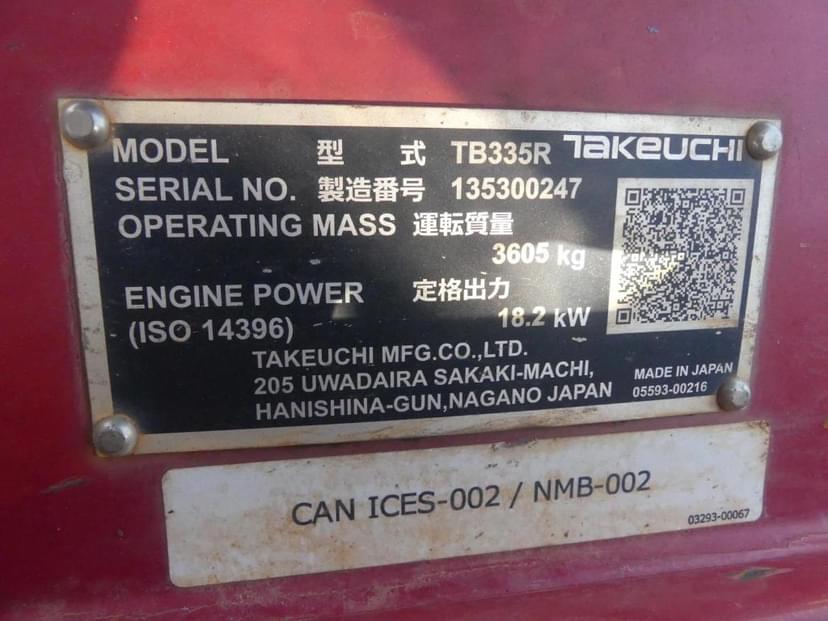 MODEL 型 式 TB335R TAKEUCHI
SERIAL NO. 製造番号 135300247
OPERATING MASS 運転質量
3605 kg
ENGINE POWER 定格出力
(ISO 14396) 18.2 kW
TAKEUCHI MFG.CO.,LTD.
205 UWADAIRA SAKAKI-MACHI,
HANISHINA-GUN,NAGANO JAPAN
MADE IN JAPAN
05593-00216
CAN ICES-002 / NMB-002
03293-00067